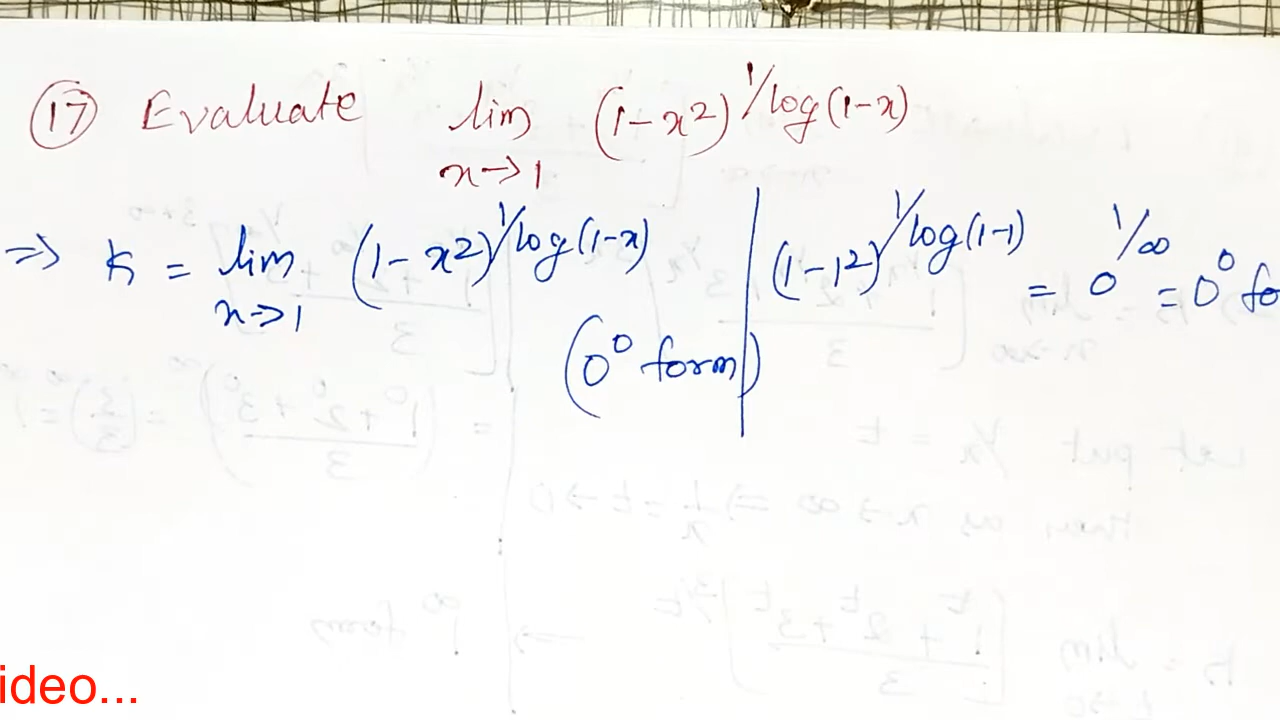 (17) Evaluate lim (1-x²)^1/log(1-x)
x→1
⇒ K = lim (1-x²)^1/log(1-x) | (1-1²)^1/log(1-1) = 0^1/∞ = 0⁰ fo
x→1
(0⁰ form)
ideo...